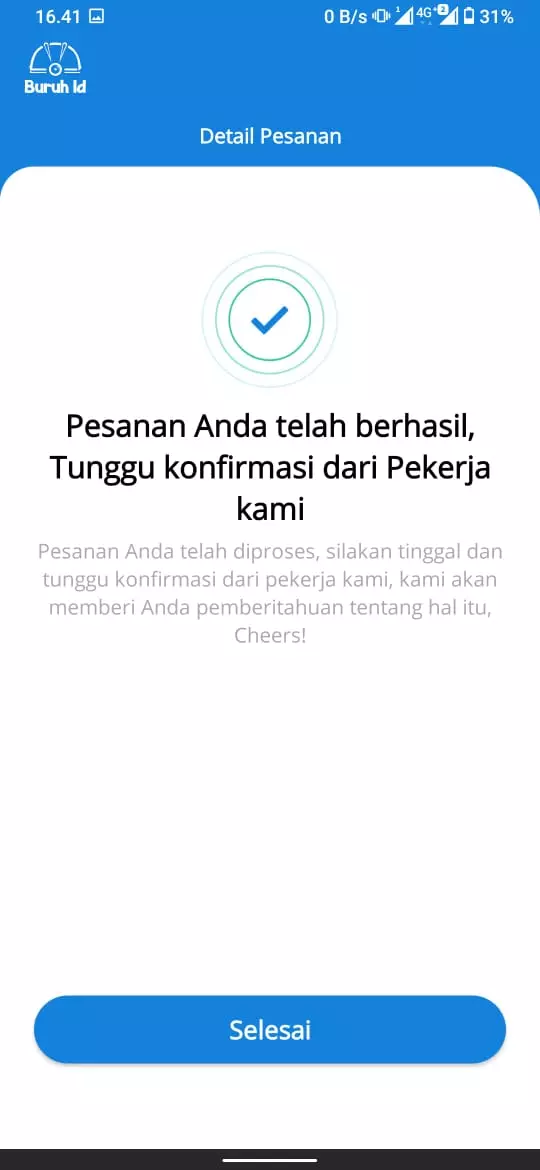 16.41
0 B/s 1 4G+ 2 31%
Buruh Id
Detail Pesanan
Pesanan Anda telah berhasil,
Tunggu konfirmasi dari Pekerja
kami
Pesanan Anda telah diproses, silakan tinggal dan
tunggu konfirmasi dari pekerja kami, kami akan
memberi Anda pemberitahuan tentang hal itu,
Cheers!
Selesai